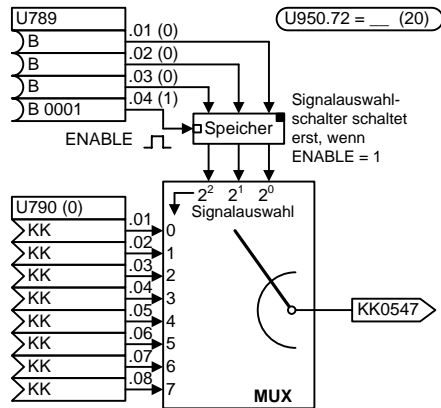 U789
U950.72 = __ (20)
B .01 (0)
B .02 (0)
B .03 (0)
B 0001 .04 (1)
ENABLE
Speicher
Signalauswahl-
schalter schaltet
erst, wenn
ENABLE = 1
2² 2¹ 2⁰
Signalauswahl
U790 (0)
KK .01 0
KK .02 1
KK .03 2
KK .04 3
KK .05 4
KK .06 5
KK .07 6
KK .08 7
KK0547
MUX